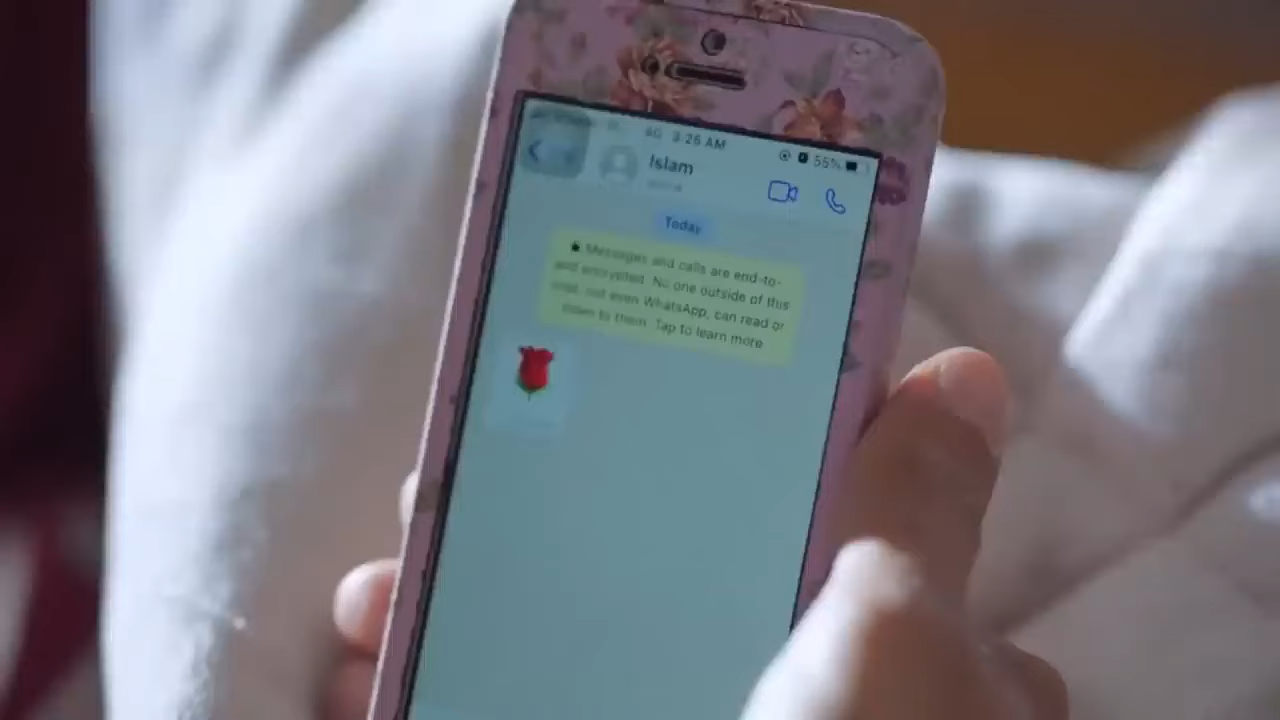 4G 3:26 AM
55%
Islam
Today
Messages and calls are end-to-
end encrypted. No one outside of this
chat, not even WhatsApp, can read or
listen to them. Tap to learn more